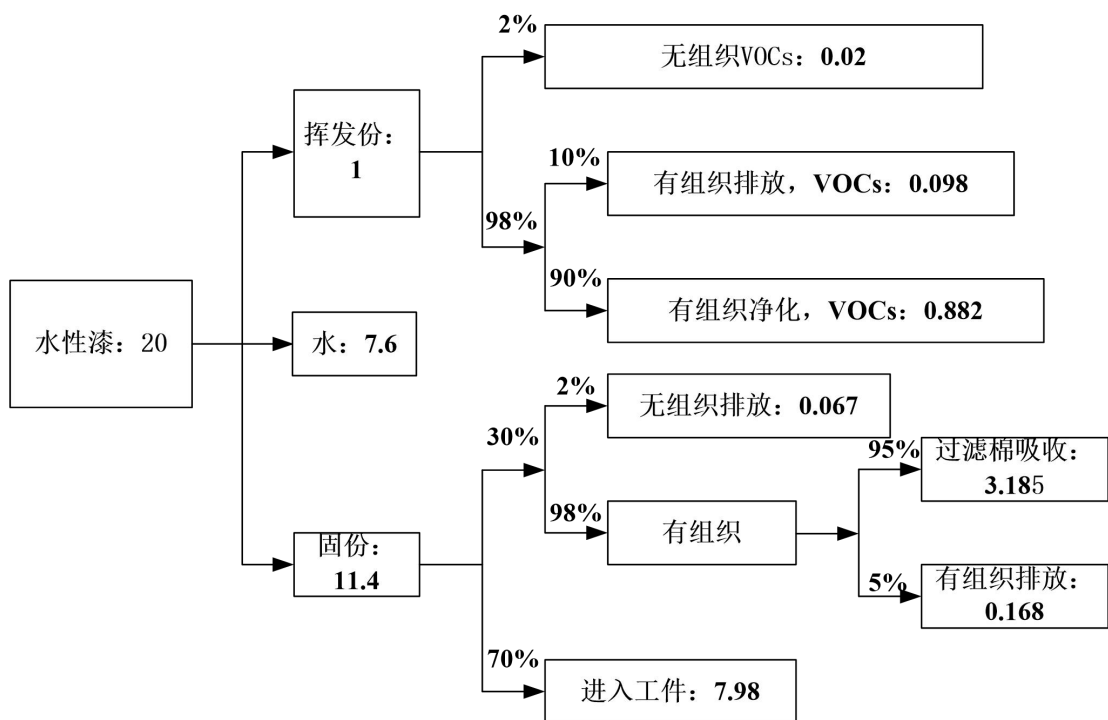 2%
无组织VOCs：0.02
挥发份：
1
10%
有组织排放，VOCs：0.098
98%
90%
有组织净化，VOCs：0.882
水性漆：20
水：7.6
2%
无组织排放：0.067
30%
95%
过滤棉吸收：
3.185
98%
有组织
固份：
11.4
5%
有组织排放：
0.168
70%
进入工件：7.98